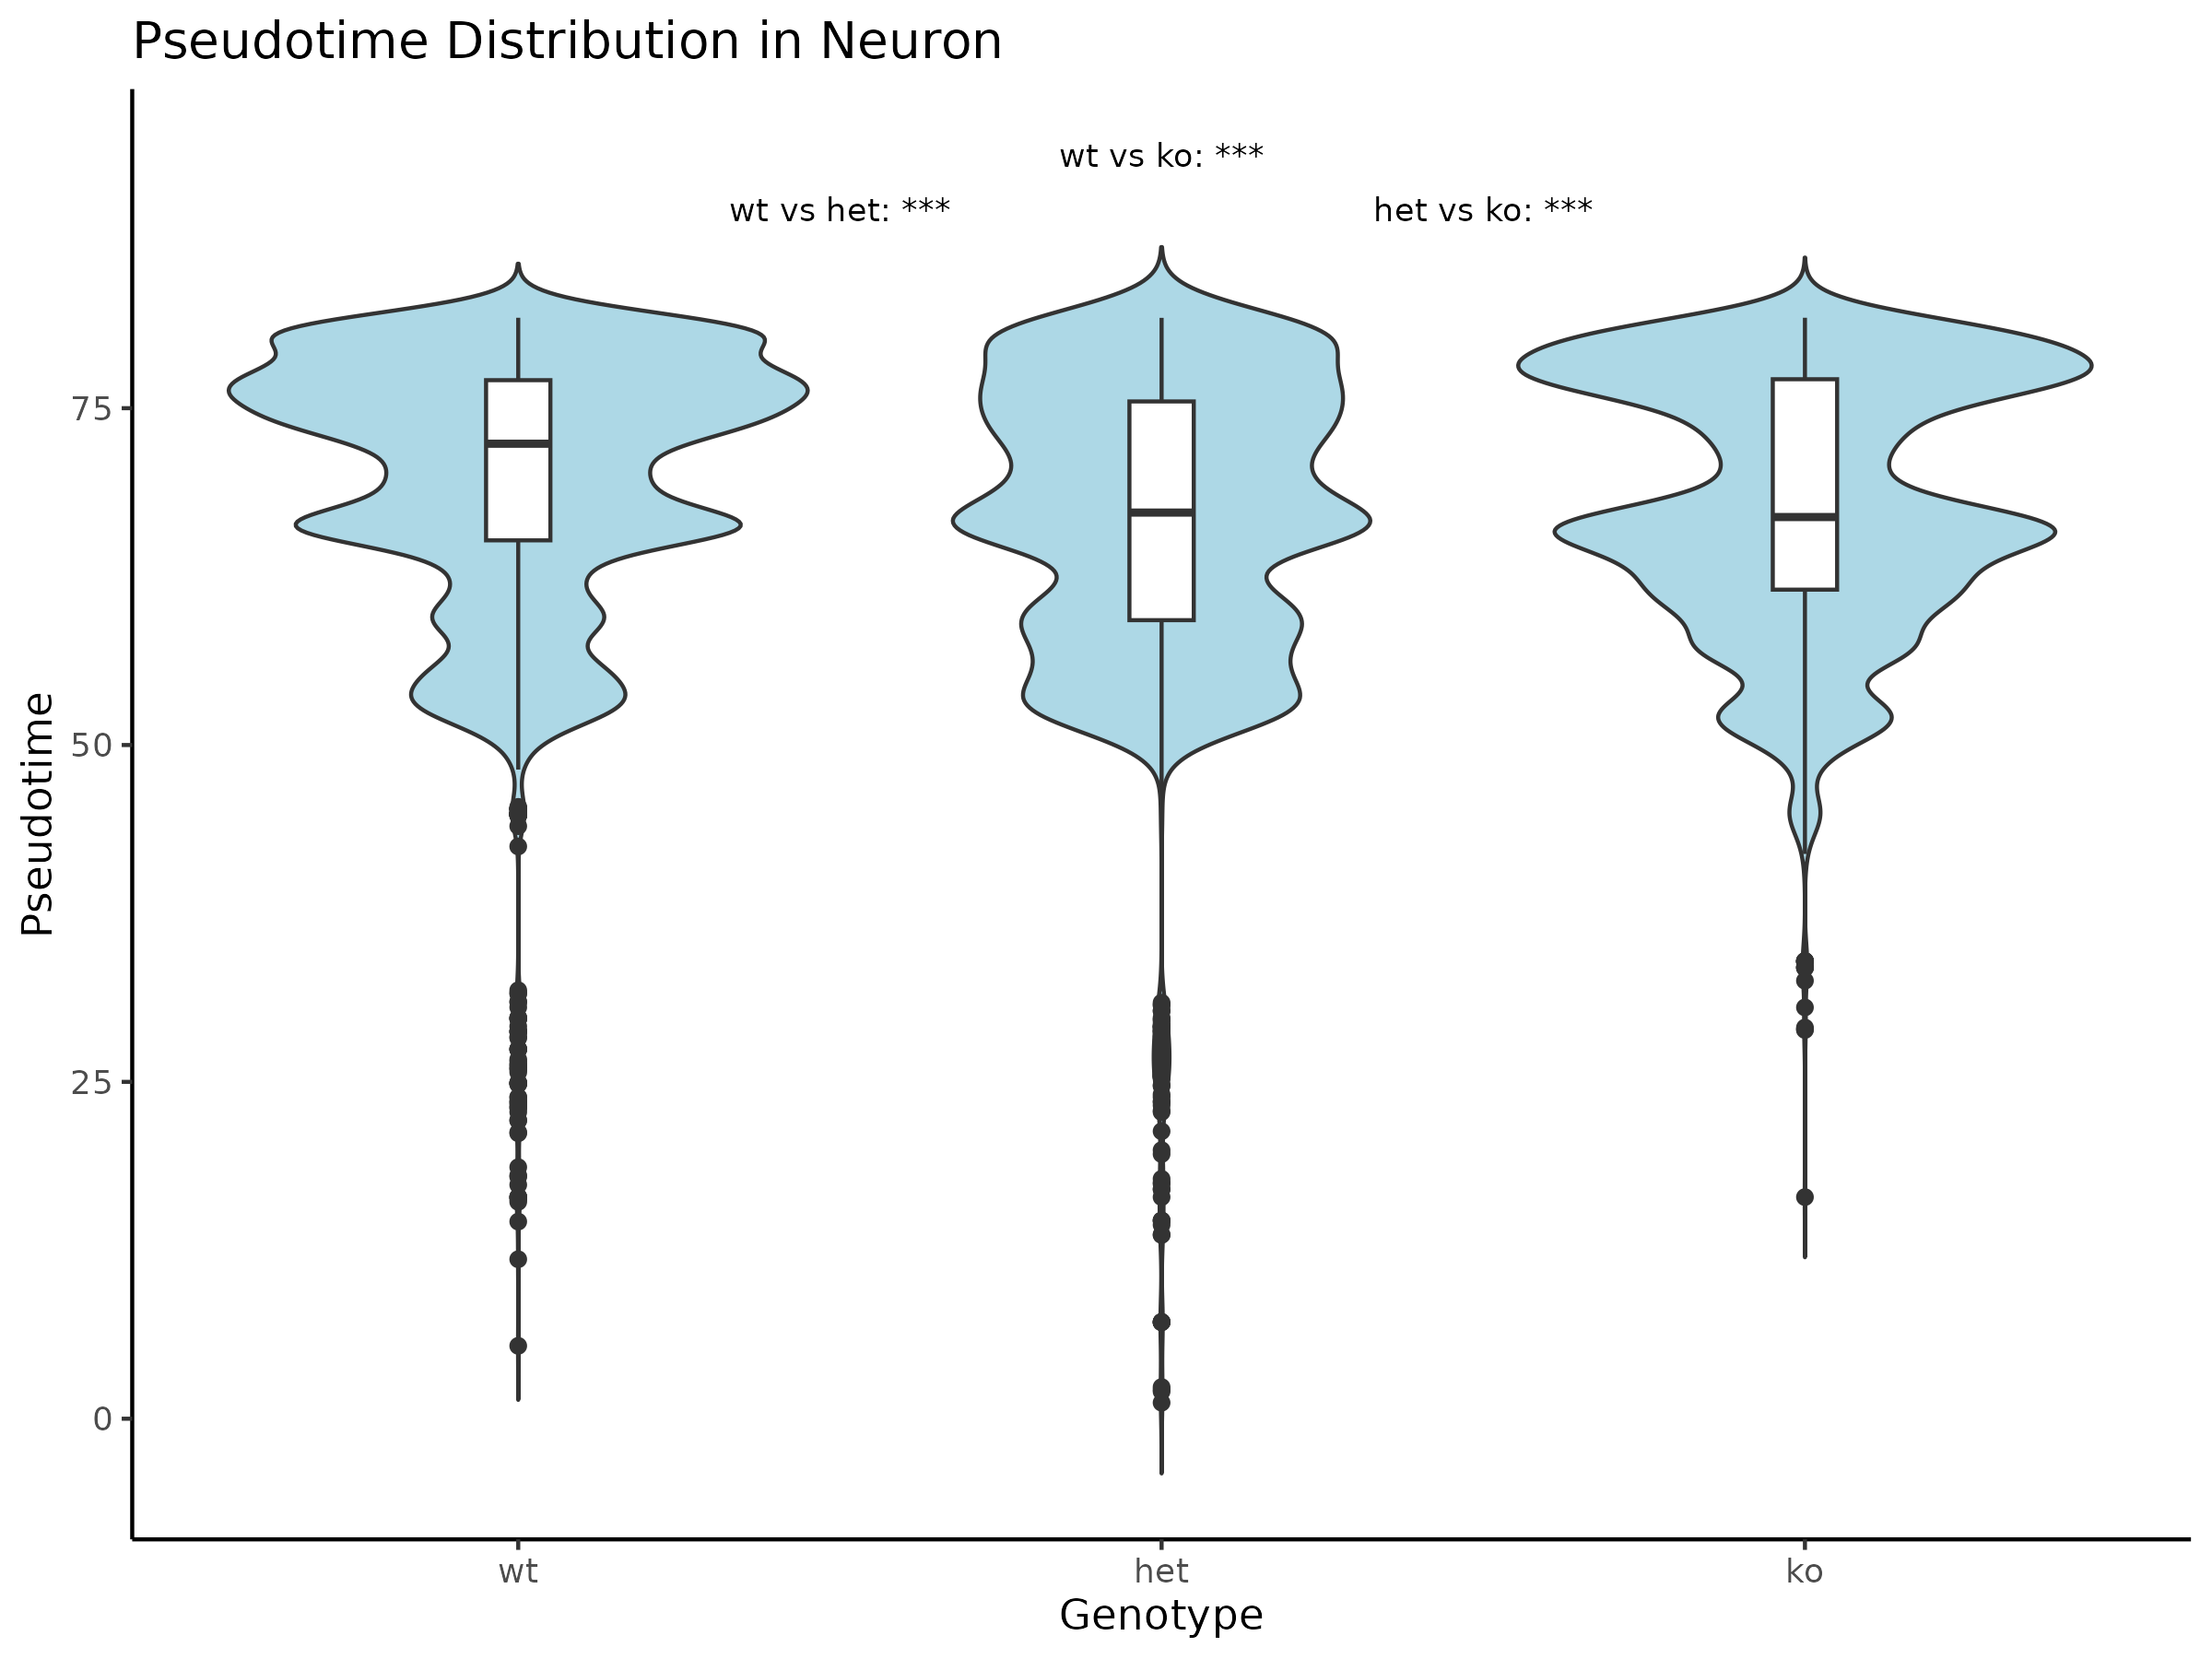 Pseudotime Distribution in Neuron
wt vs ko: ***
wt vs het: ***
het vs ko: ***
Pseudotime
75
50
25
0
wt
het
ko
Genotype